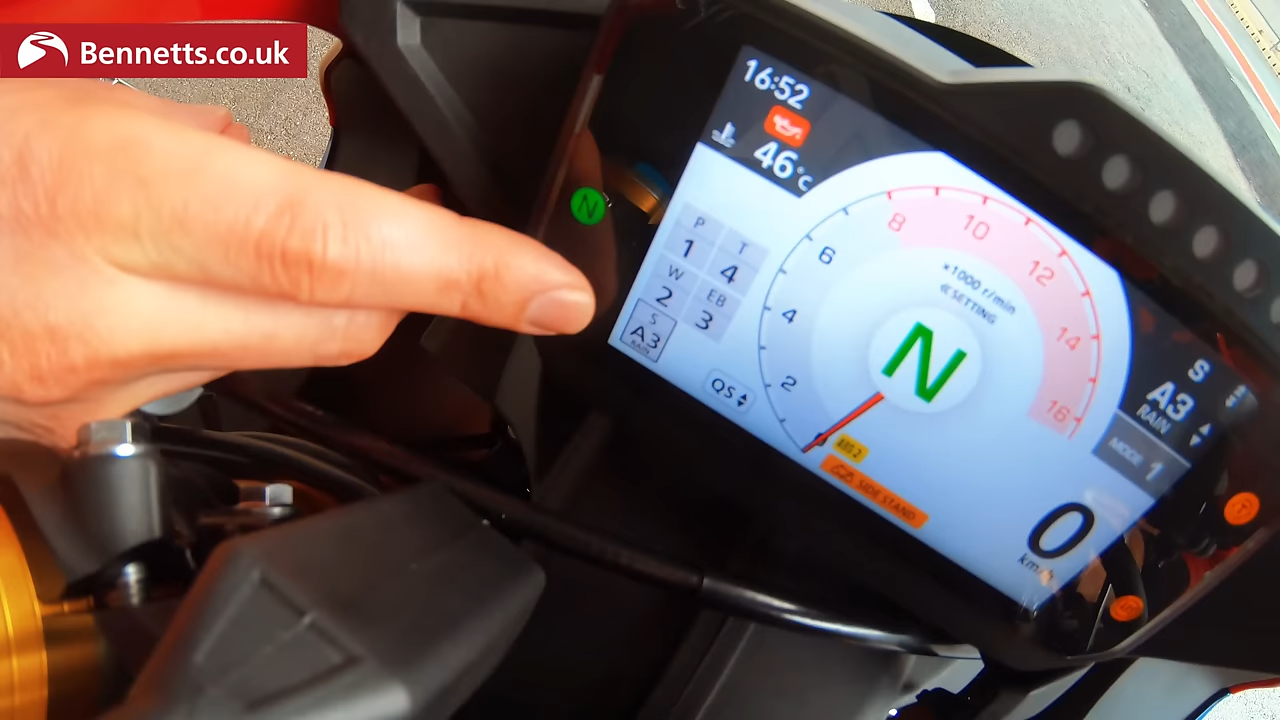 Bennetts.co.uk
16:52
46°C
N
P T
1 4
W EB
2 3
S
A3
RAIN
QS
0 2 4 6 8 10 12 14 16
×1000 r/min
SETTING
N
SIDE STAND
S
A3
RAIN
MODE 1
0
km/h